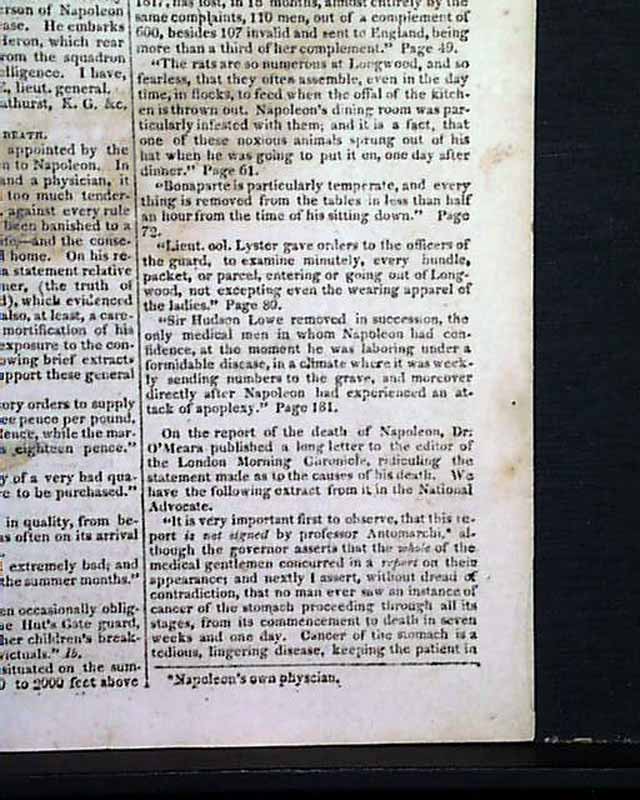 rson of Napoleon
ease. He embarks
Heron, which rear
from the squadron
elligence. I have,
lieut. general.
athurst, K. G. &c.
DEATH.
appointed by the
n to Napoleon. In
and a physician, it
too much tender-
against every rule
been banished to a
life,—and the conse-
home. On his re-
a statement relative
ner, (the truth of
d), which evidenced
also, at least, a care-
mortification of his
exposure to the con-
owing brief extracts
upport these general
ory orders to supply
ee pence per pound,
lence, while the mar-
s eighteen pence."
y of a very bad qua-
re to be purchased."
in quality, from be-
as often on its arrival
extremely bad; and
the summer months."
en occasionally oblig-
he Hut's Gate guard,
her children's break-
victuals." Ib.
situated on the sum-
0 to 2000 feet above
1817, has lost, in 18 months, almost entirely by the
same complaints, 110 men, out of a complement of
600, besides 107 invalid and sent to England, being
more than a third of her complement." Page 49.
"The rats are so numerous at Longwood, and so
fearless, that they often assemble, even in the day
time, in flocks, to feed when the offal of the kitch-
en is thrown out. Napoleon's dining room was par-
ticularly infested with them; and it is a fact, that
one of these noxious animals sprung out of his
hat when he was going to put it on, one day after
dinner." Page 61.
"Bonaparte is particularly temperate, and every
thing is removed from the tables in less than half
an hour from the time of his sitting down." Page
72.
"Lieut. ool. Lyster gave orders to the officers of
the guard, to examine minutely, every bundle,
packet, or parcel, entering or going out of Long-
wood, not excepting even the wearing apparel of
the ladies." Page 80.
"Sir Hudson Lowe removed in succession, the
only medical men in whom Napoleon had con-
fidence, at the moment he was laboring under a
formidable disease, in a climate where it was week-
ly sending numbers to the grave, and moreover
directly after Napoleon had experienced an at-
tack of apoplexy." Page 181.
On the report of the death of Napoleon, Dr.
O'Meara published a long letter to the editor of
the London Morning Chronicle, ridiculing the
statement made as to the causes of his death. We
have the following extract from it in the National
Advocate.
"It is very important first to observe, that this re-
port is not signed by professor Antomarchi,* al-
though the governor asserts that the whole of the
medical gentlemen concurred in a report on their
appearance; and nextly I assert, without dread of
contradiction, that no man ever saw an instance of
cancer of the stomach proceeding through all its
stages, from its commencement to death in seven
weeks and one day. Cancer of the stomach is a
tedious, lingering disease, keeping the patient in
*Napoleon's own physcian.